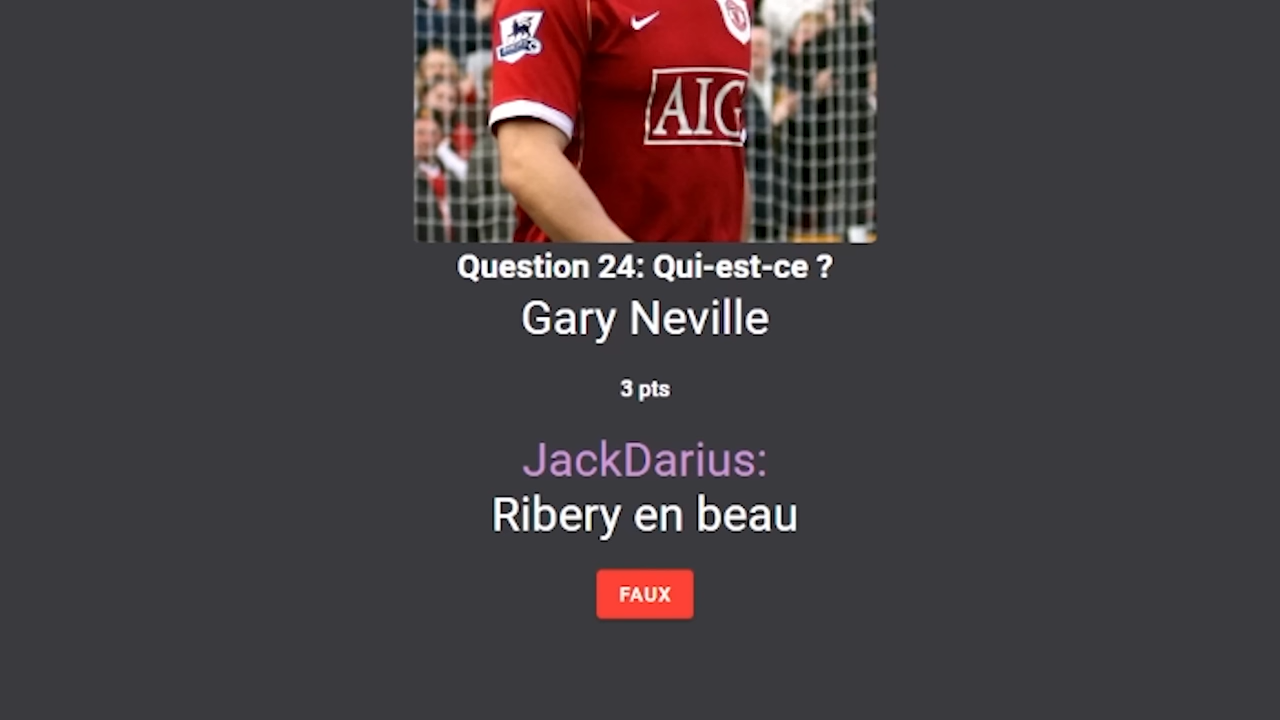 AIG
Question 24: Qui-est-ce ?
Gary Neville
3 pts
JackDarius:
Ribery en beau
FAUX